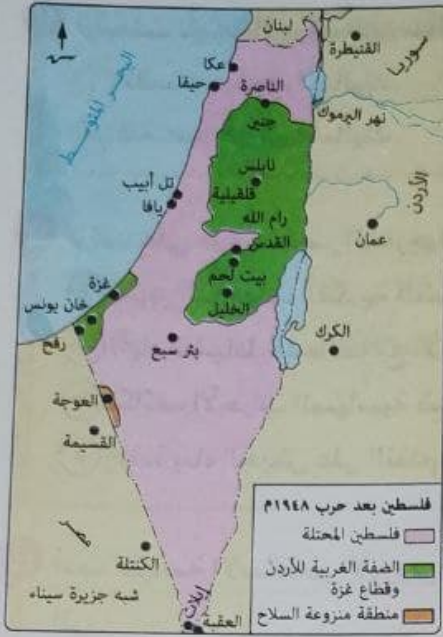 لبنان
سوريا
القنيطرة
عكا
حيفا
الناصرة
البحر المتوسط
نهر اليرموك
جنين
نابلس
قلقيلية
تل أبيب
يافا
الأردن
رام الله
القدس
عمان
بيت لحم
الخليل
غزة
خان يونس
رفح
بئر سبع
الكرك
العوجة
القسيمة
مصر
الكنتلة
شبه جزيرة سيناء
إيلات
العقبة
فلسطين بعد حرب ١٩٤٨م
فلسطين المحتلة
الضفة الغربية للأردن
وقطاع غزة
منطقة منزوعة السلاح